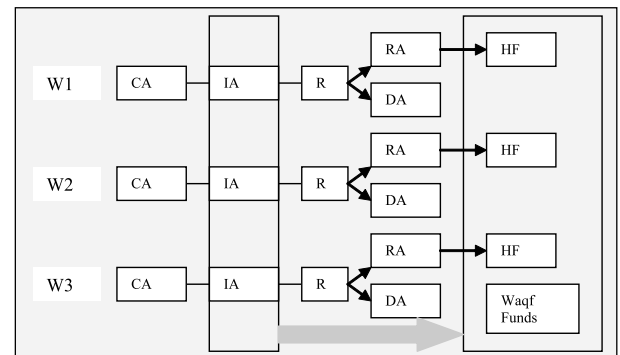 RA HF
W1 CA IA R
DA
RA HF
W2 CA IA R
DA
RA HF
W3 CA IA R
DA
Waqf
Funds